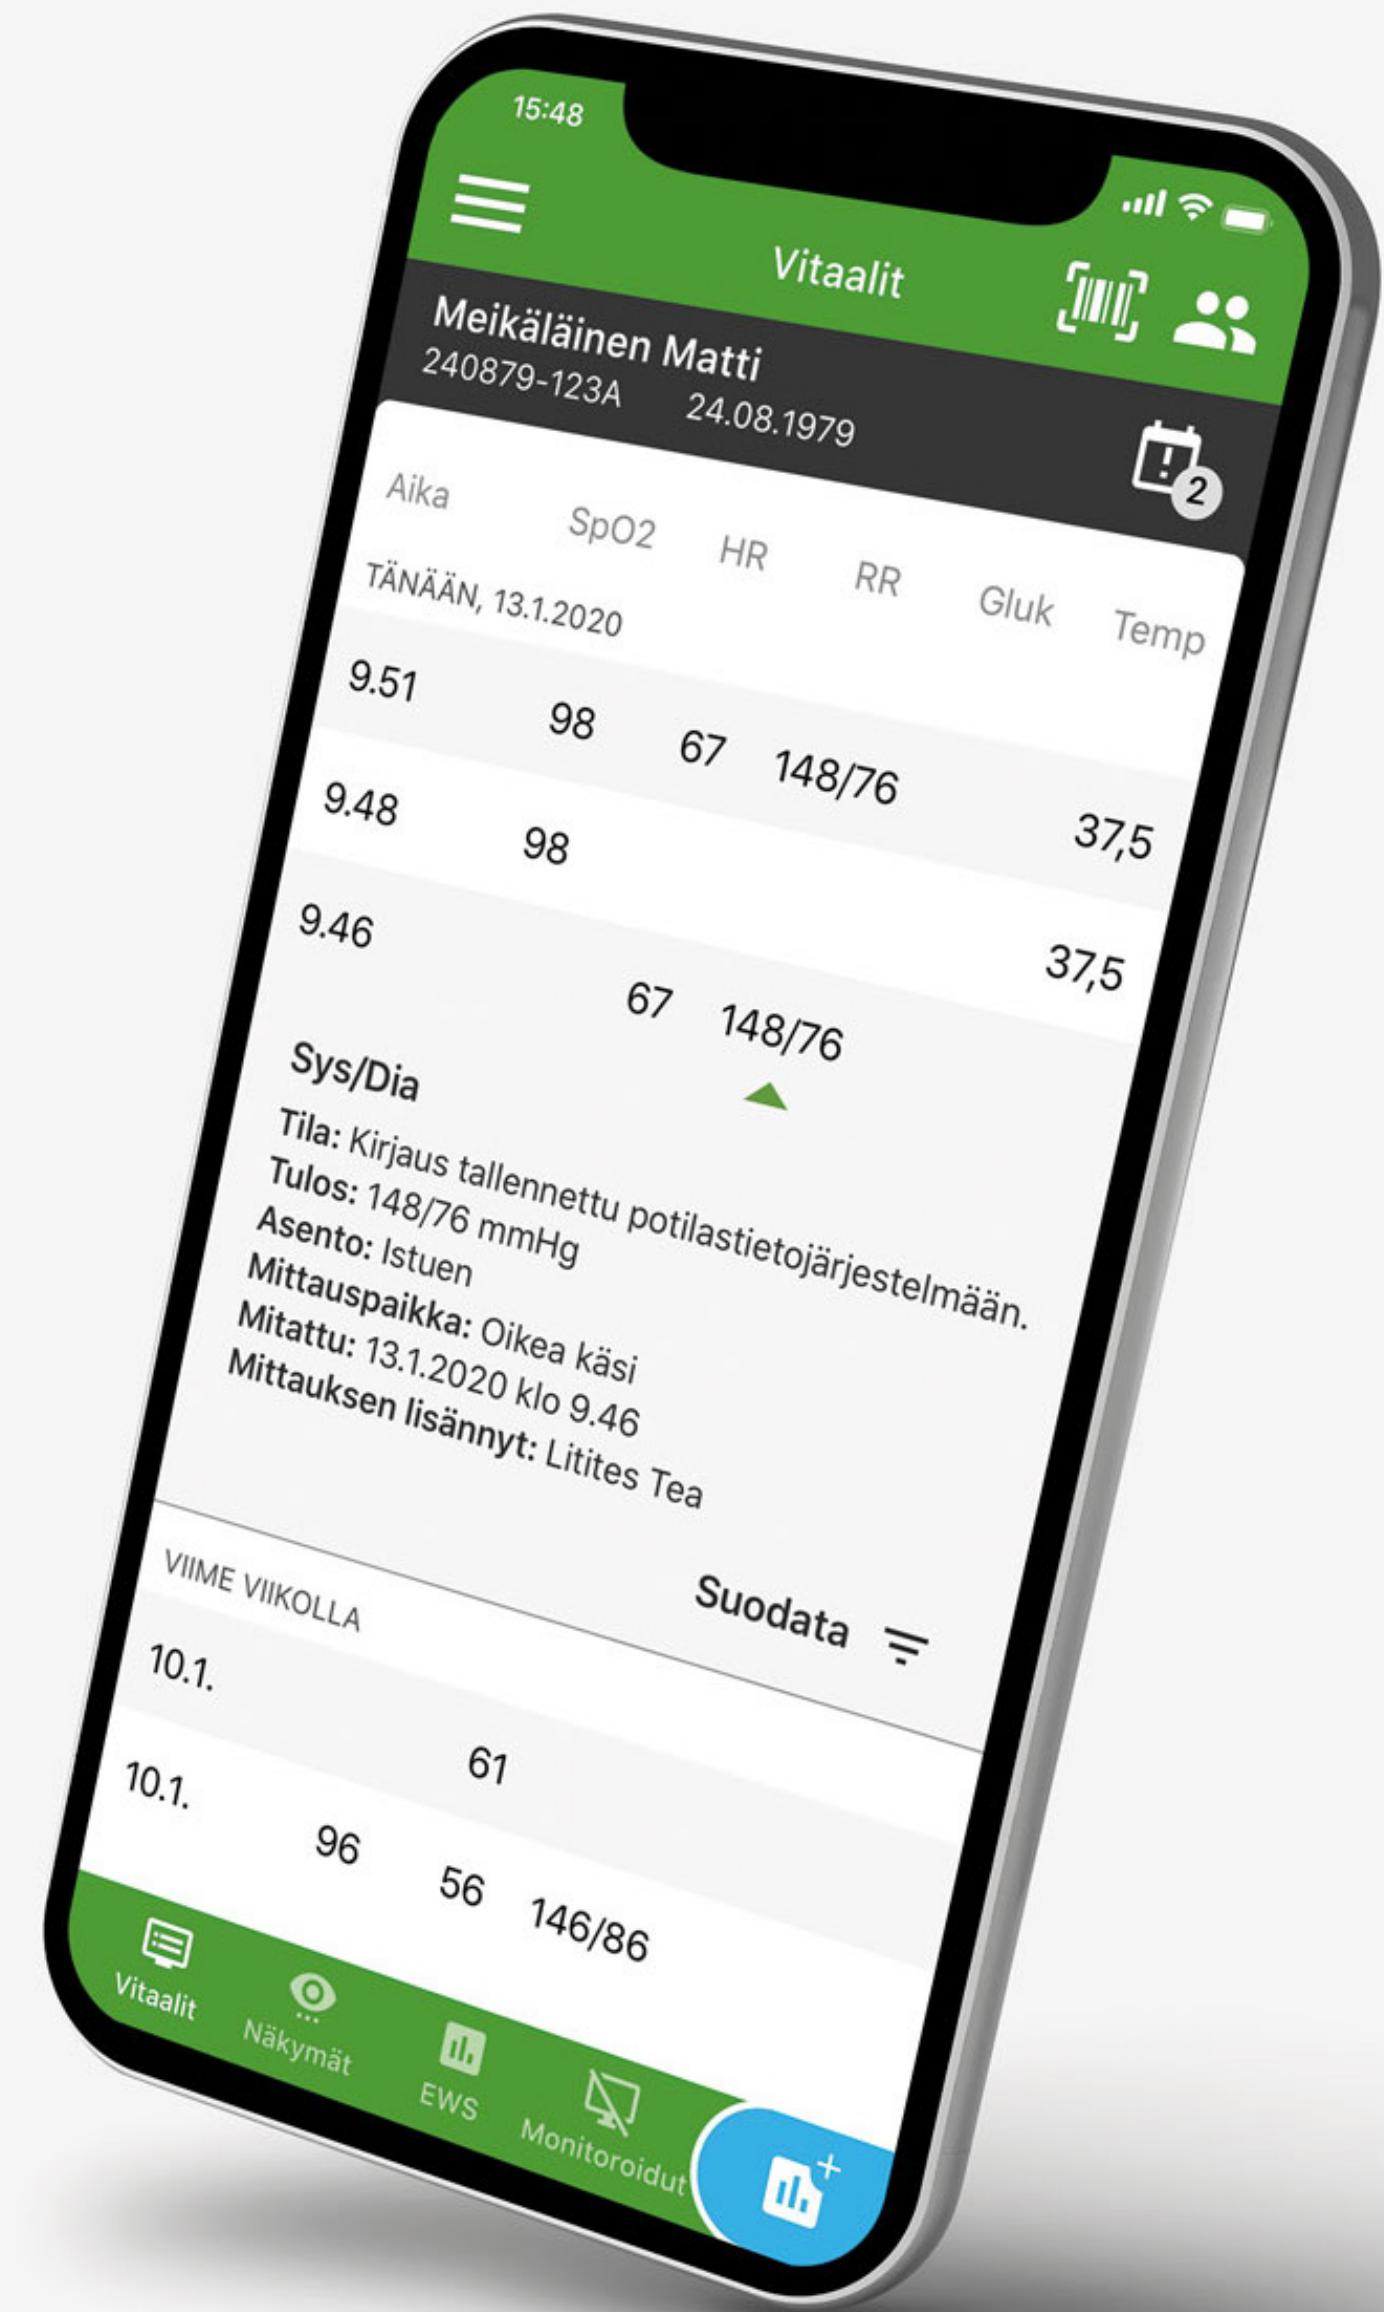 15:48
Vitaalit
Meikäläinen Matti
240879-123A 24.08.1979
2
Aika SpO2 HR RR Gluk Temp
TÄNÄÄN, 13.1.2020
9.51 98 67 148/76 37,5
9.48 98 37,5
9.46 67 148/76
Sys/Dia
Tila: Kirjaus tallennettu potilastietojärjestelmään.
Tulos: 148/76 mmHg
Asento: Istuen
Mittauspaikka: Oikea käsi
Mitattu: 13.1.2020 klo 9.46
Mittauksen lisännyt: Litites Tea
Suodata
VIIME VIIKOLLA
10.1. 61
10.1. 96 56 146/86
Vitaalit Näkymät EWS Monitoroidut